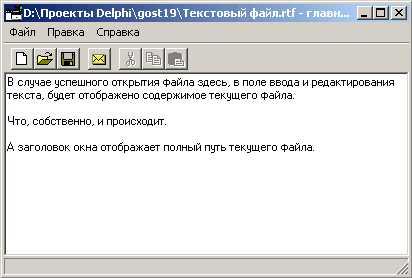 D:\Проекты Delphi\gost19\Текстовый файл.rtf - главн...
Файл Правка Справка
В случае успешного открытия файла здесь, в поле ввода и редактирования
текста, будет отображено содержимое текущего файла.
Что, собственно, и происходит.
А заголовок окна отображает полный путь текущего файла.